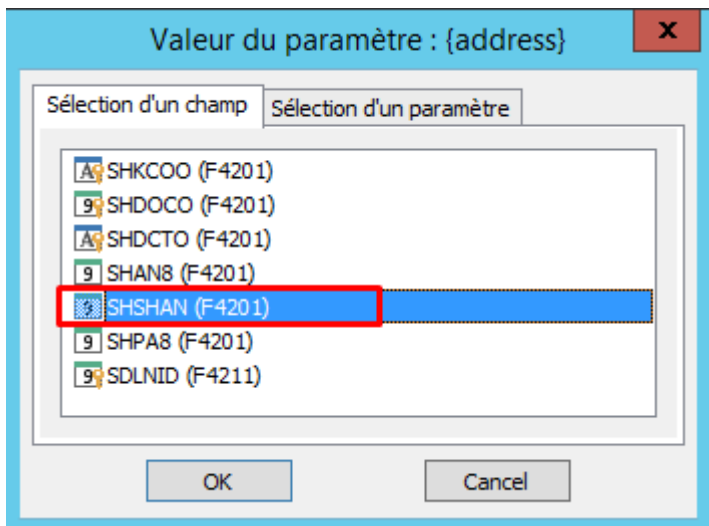 Valeur du paramètre : {address}
x
Sélection d'un champ
Sélection d'un paramètre
SHKCOO (F4201)
SHDOCO (F4201)
SHDCTO (F4201)
SHAN8 (F4201)
SHSHAN (F4201)
SHPA8 (F4201)
SDLNID (F4211)
OK
Cancel